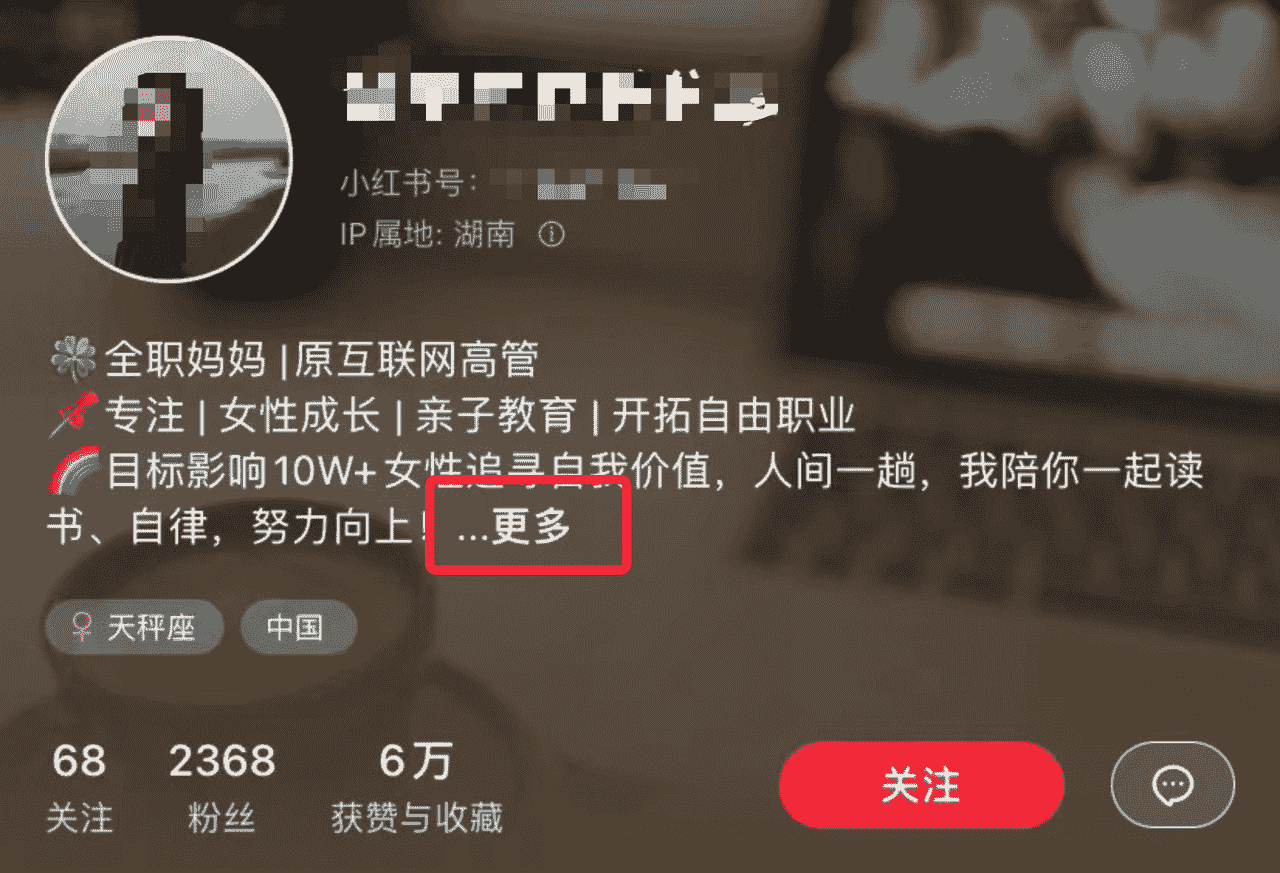 小红书号：
IP 属地: 湖南
全职妈妈 |原互联网高管
专注 | 女性成长 | 亲子教育 | 开拓自由职业
目标影响10W+女性追寻自我价值，人间一趟，我陪你一起读
书、自律，努力向上！...更多
♀ 天秤座 中国
68 2368 6万
关注 粉丝 获赞与收藏
关注